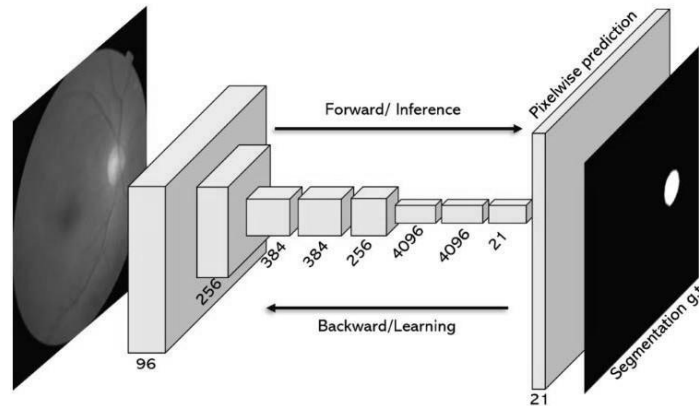 Forward/ Inference
Pixelwise prediction
96
256
384
384
256
4096
4096
21
Backward/Learning
21
Segmentation g.t